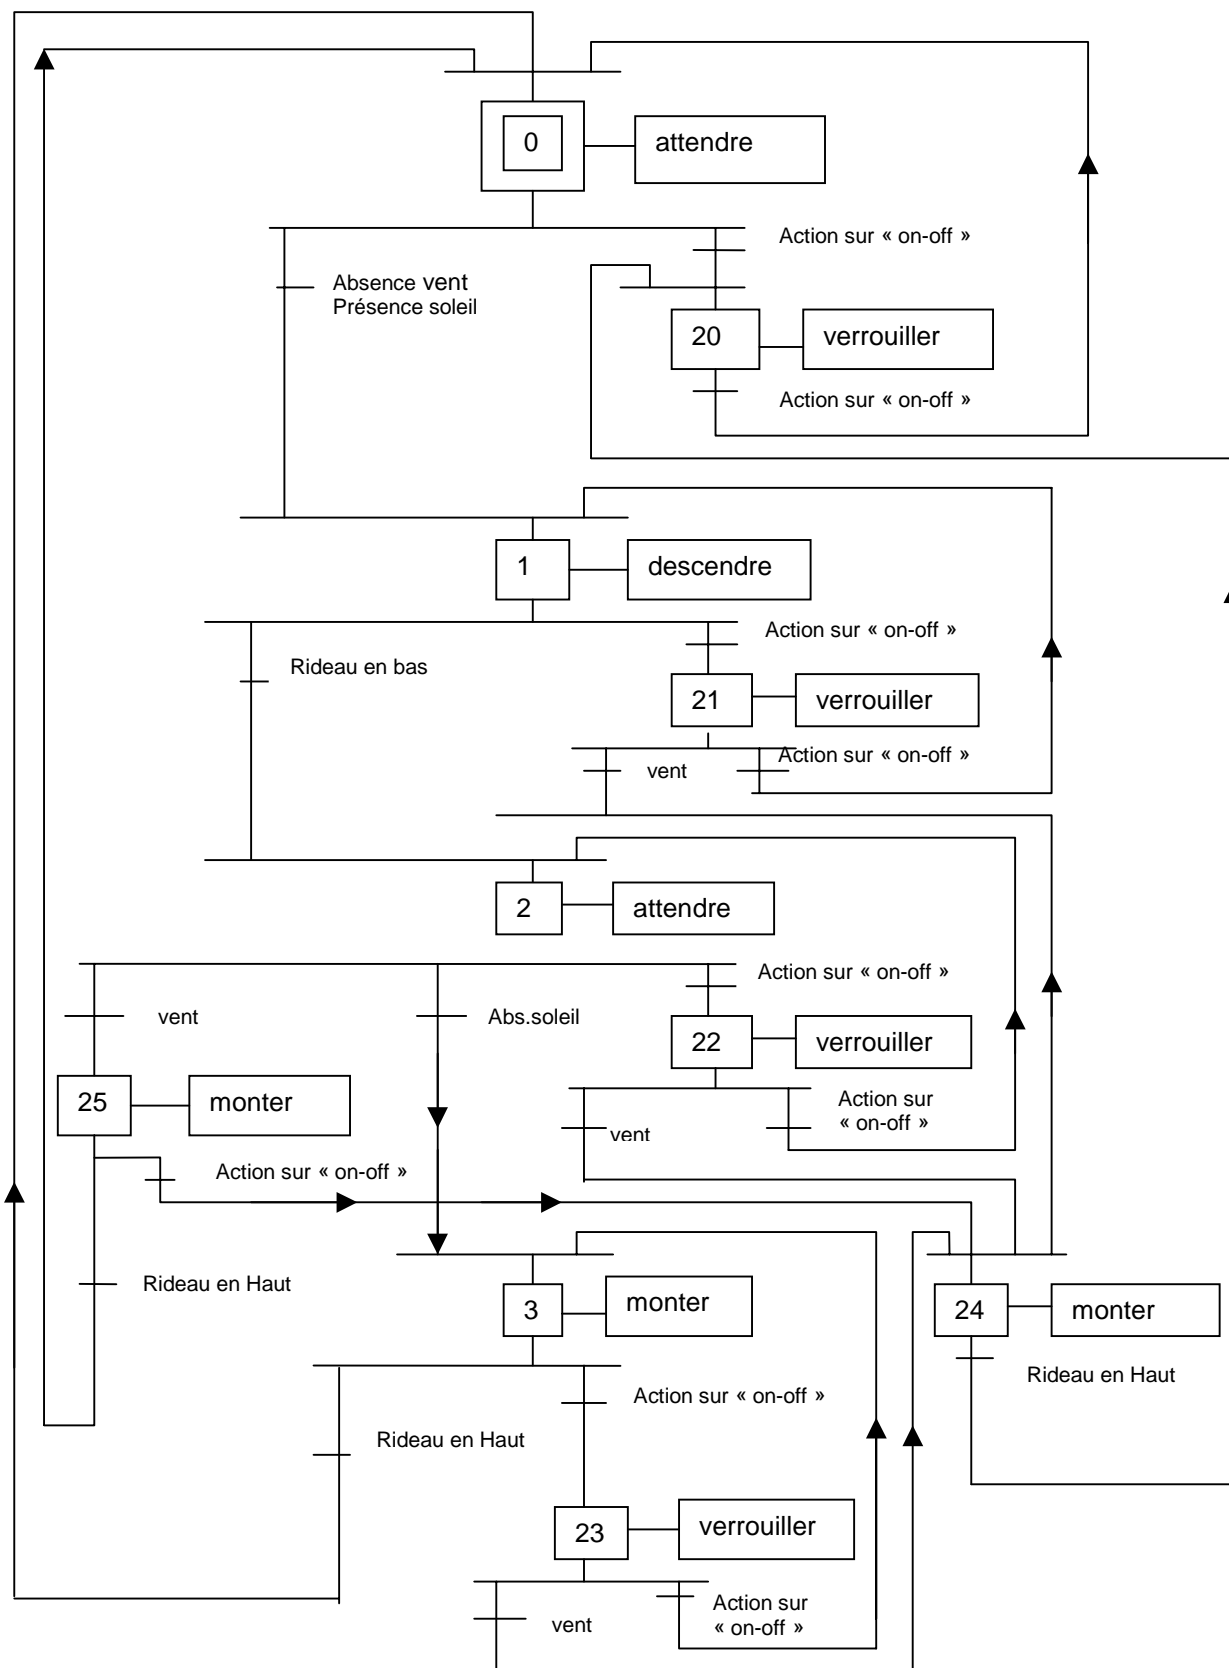 0
attendre
Action sur « on-off »
Absence vent
Présence soleil
20
verrouiller
Action sur « on-off »
1
descendre
Action sur « on-off »
Rideau en bas
21
verrouiller
Action sur « on-off »
vent
2
attendre
Action sur « on-off »
vent
Abs.soleil
22
verrouiller
25
monter
Action sur
« on-off »
vent
Action sur « on-off »
Rideau en Haut
3
monter
24
monter
Rideau en Haut
Action sur « on-off »
Rideau en Haut
23
verrouiller
Action sur
« on-off »
vent